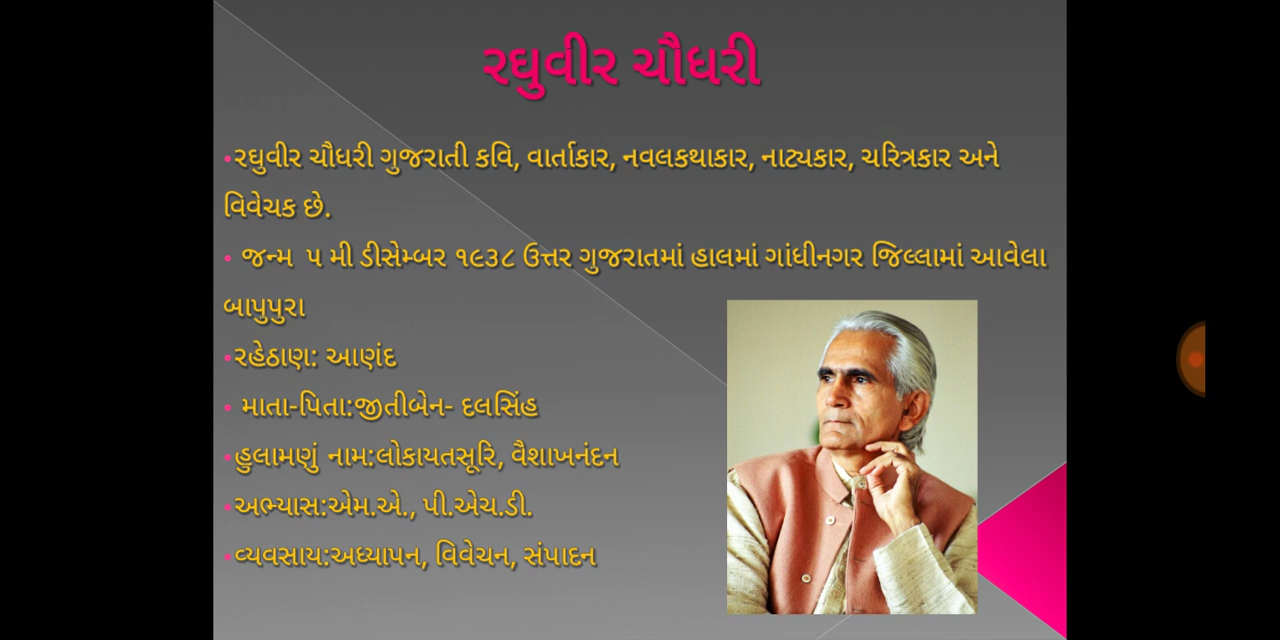 રઘુવીર ચૌધરી
•રઘુવીર ચૌધરી ગુજરાતી કવિ, વાર્તાકાર, નવલકથાકાર, નાટ્યકાર, ચરિત્રકાર અને
વિવેચક છે.
• જન્મ ૫ મી ડીસેમ્બર ૧૯૩૮ ઉત્તર ગુજરાતમાં હાલમાં ગાંધીનગર જિલ્લામાં આવેલા
બાપુપુરા
•રહેઠાણ: આણંદ
• માતા-પિતા:જીતીબેન- દલસિંહ
•હુલામણું નામ:લોકાયતસૂરિ, વૈશાખનંદન
•અભ્યાસ:એમ.એ., પી.એચ.ડી.
•વ્યવસાય:અધ્યાપન, વિવેચન, સંપાદન